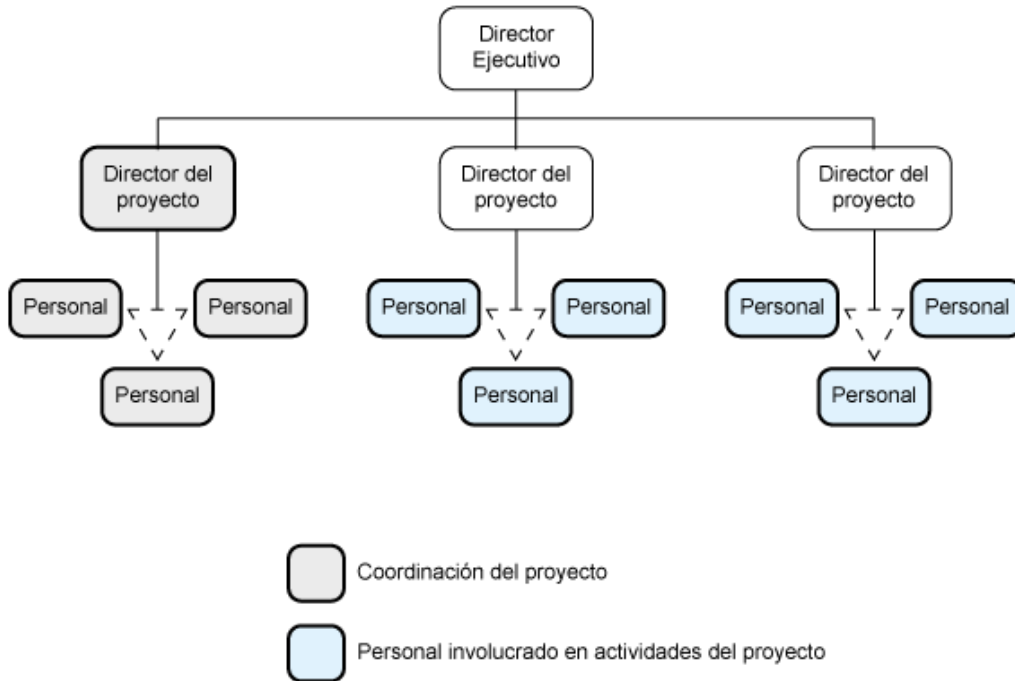 Director
Ejecutivo
Director del
proyecto
Director del
proyecto
Director del
proyecto
Personal
Personal
Personal
Personal
Personal
Personal
Personal
Personal
Personal
Coordinación del proyecto
Personal involucrado en actividades del proyecto